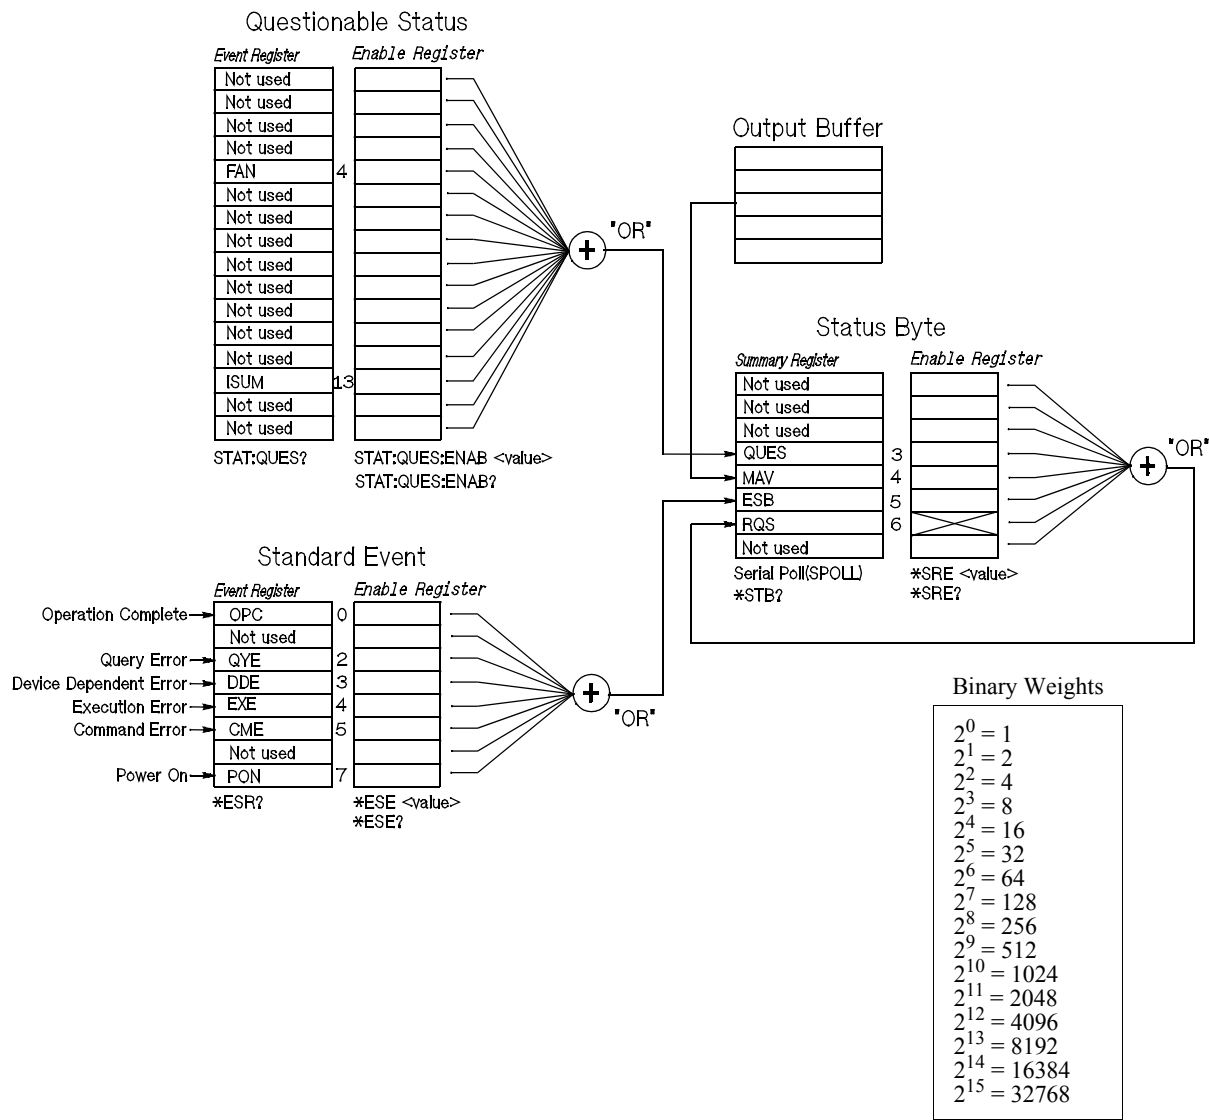 Questionable Status
Event Register
Enable Register
Not used
Not used
Not used
Not used
FAN 4
Not used
Not used
Not used
Not used
Not used
Not used
Not used
Not used
ISUM 13
Not used
Not used
STAT:QUES?
STAT:QUES:ENAB <value>
STAT:QUES:ENAB?
+
"OR"
Output Buffer
Status Byte
Summary Register
Enable Register
Not used
Not used
Not used
QUES 3
MAV 4
ESB 5
RQS 6
Not used
Serial Poll(SPOLL)
*STB?
*SRE <value>
*SRE?
+
"OR"
Standard Event
Event Register
Enable Register
Operation Complete OPC 0
Not used
Query Error QYE 2
Device Dependent Error DDE 3
Execution Error EXE 4
Command Error CME 5
Not used
Power On PON 7
*ESR?
*ESE <value>
*ESE?
+
"OR"
Binary Weights
2^0 = 1
2^1 = 2
2^2 = 4
2^3 = 8
2^4 = 16
2^5 = 32
2^6 = 64
2^7 = 128
2^8 = 256
2^9 = 512
2^10 = 1024
2^11 = 2048
2^12 = 4096
2^13 = 8192
2^14 = 16384
2^15 = 32768